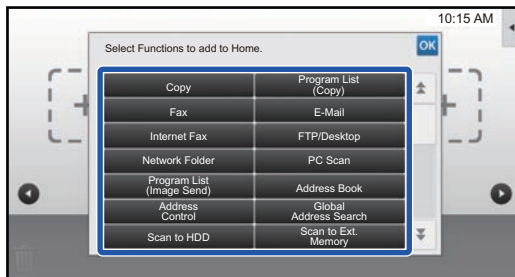 10:15 AM
Select Functions to add to Home.
OK
Copy
Program List
(Copy)
Fax
E-Mail
Internet Fax
FTP/Desktop
Network Folder
PC Scan
Program List
(Image Send)
Address Book
Address
Control
Global
Address Search
Scan to HDD
Scan to Ext.
Memory